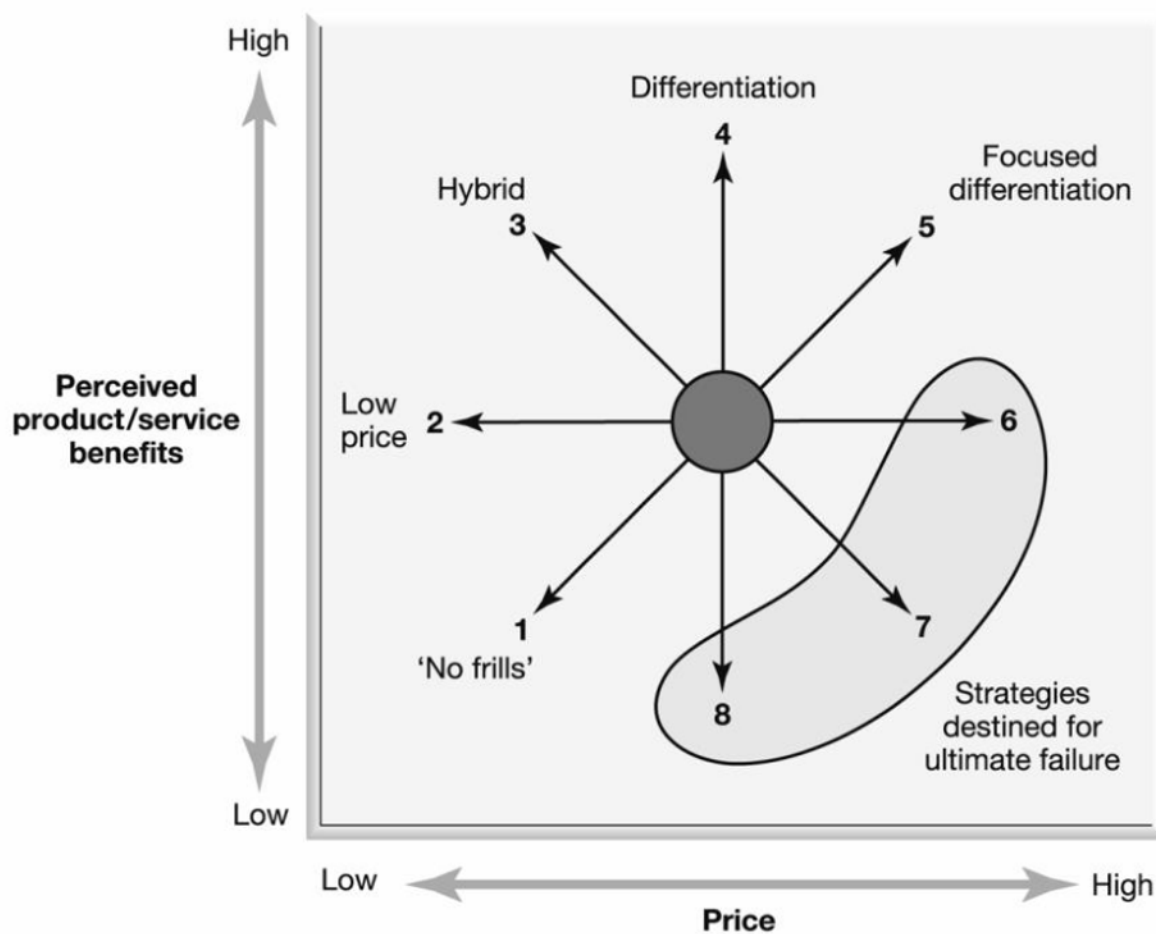 High
Differentiation
4
Focused
differentiation
Hybrid
3
5
Perceived
product/service
benefits
Low
price
2
6
1
'No frills'
7
8
Strategies
destined for
ultimate failure
Low
Low
High
Price